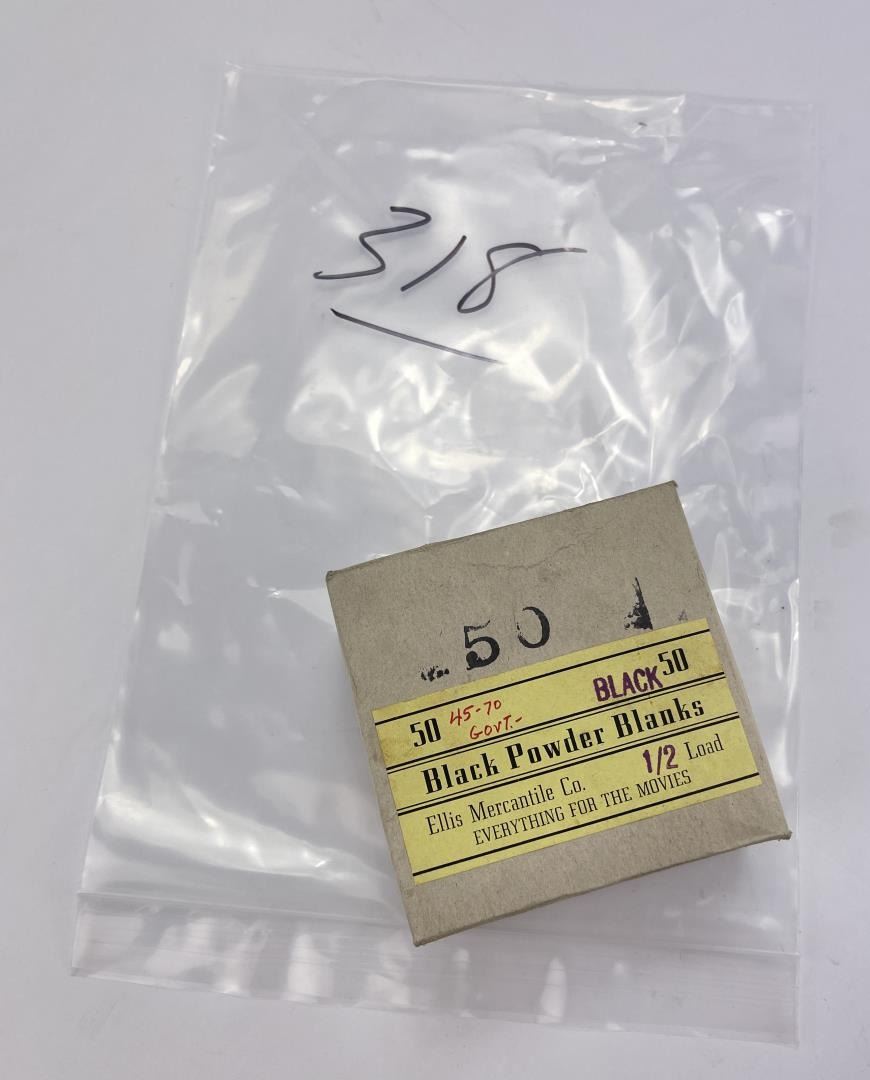 318
50
50 45-70 BLACK 50
GOVT.-
Black Powder Blanks
Ellis Mercantile Co. 1/2 Load
EVERYTHING FOR THE MOVIES